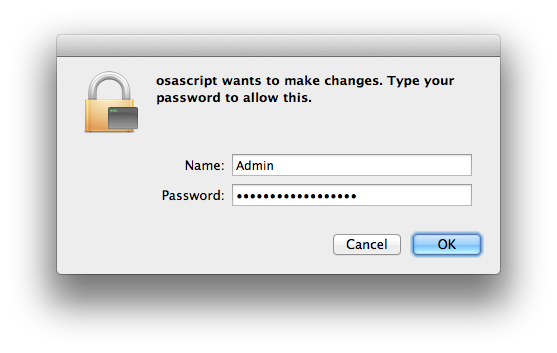 osascript wants to make changes. Type your
password to allow this.
Name: Admin
Password: ••••••••••••••••••
Cancel OK